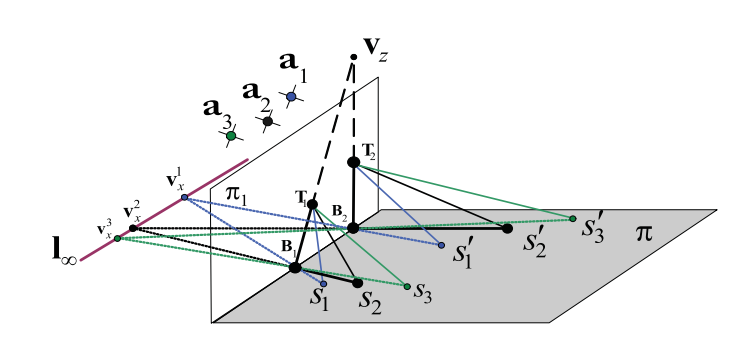 v_z
a_1
a_2
a_3
v_x^1
π_1
T_2
v_x^2
T_1
B_2
v_x^3
l_∞
B_1
s_1'
s_2'
s_3'
π
s_1
s_2
s_3